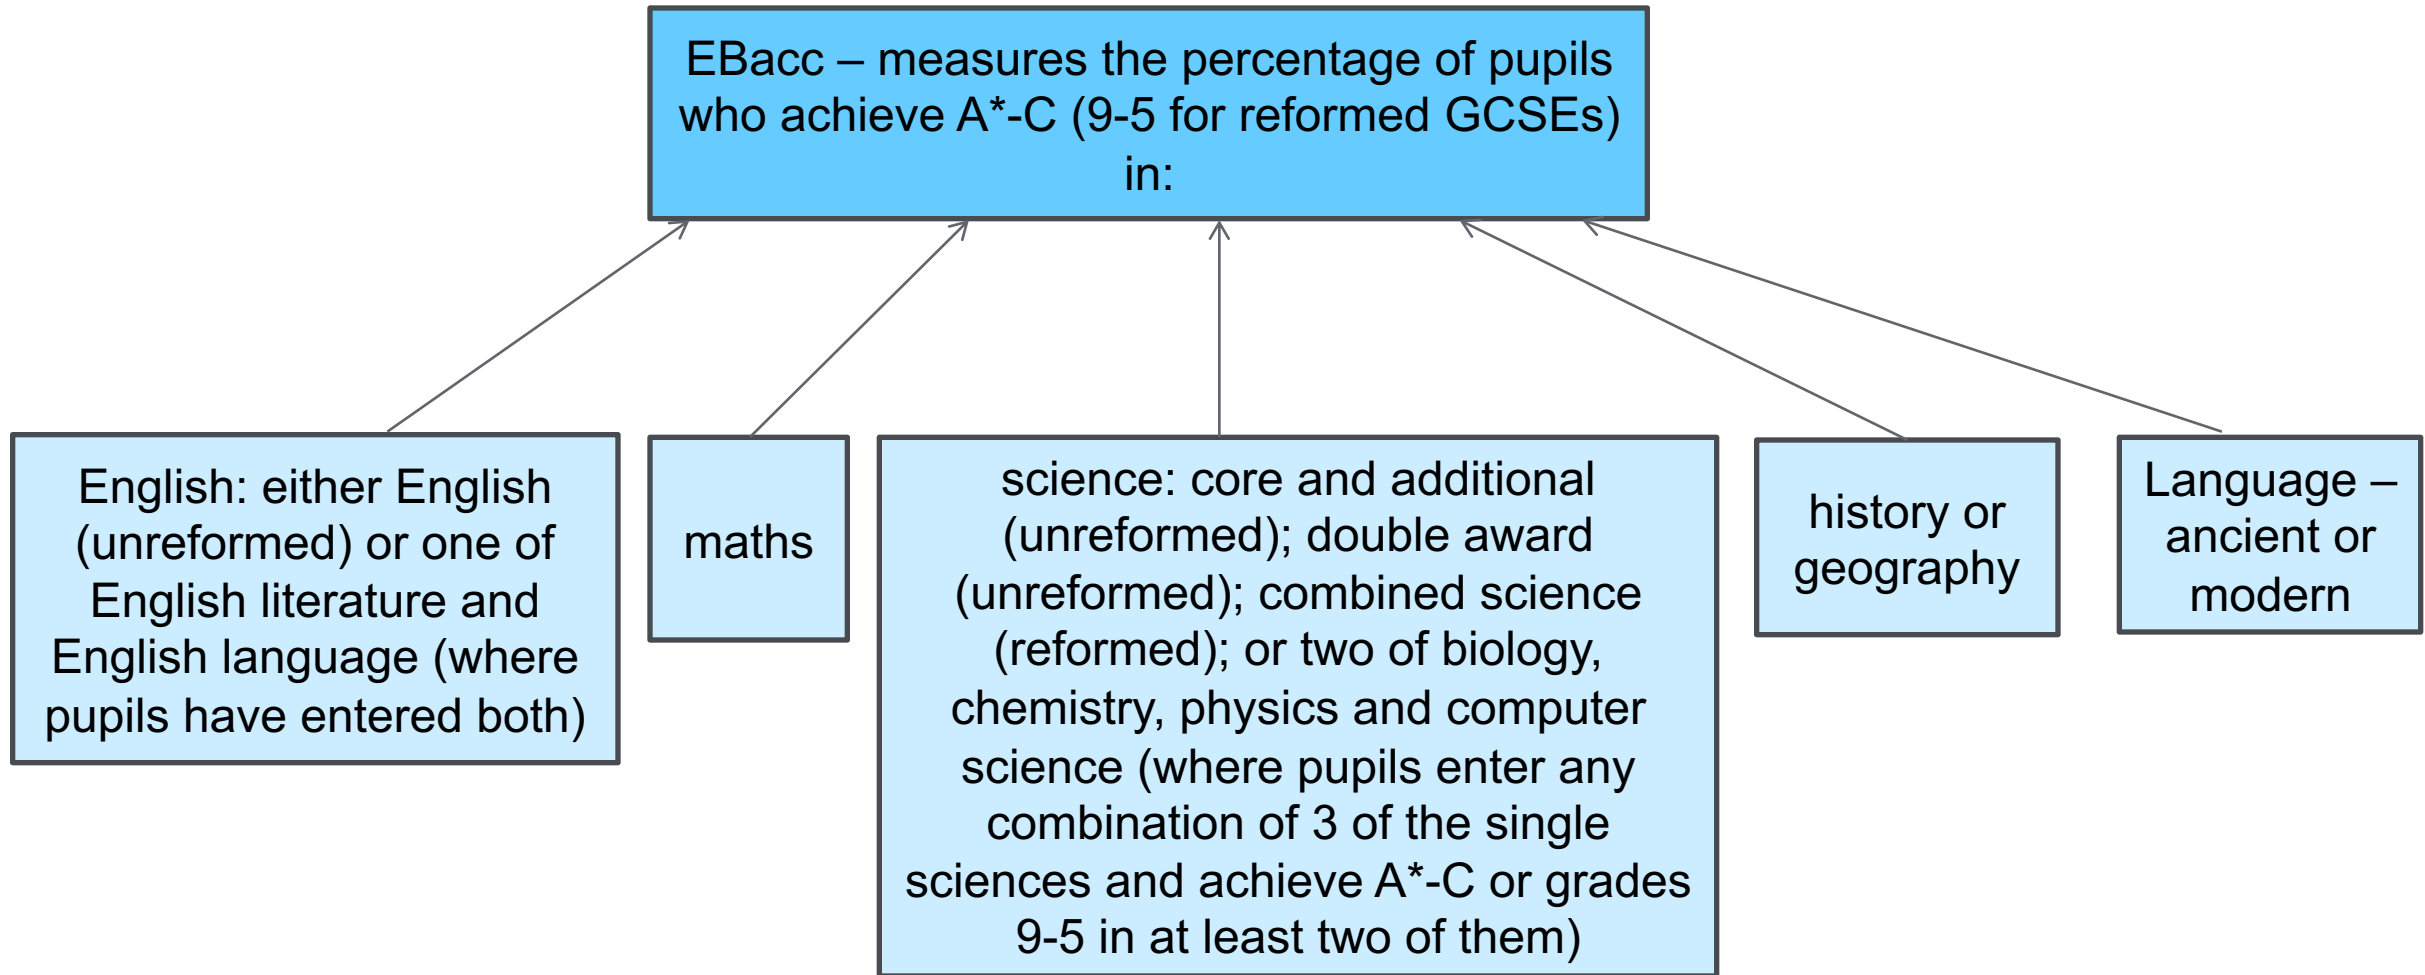 EBacc – measures the percentage of pupils
who achieve A*-C (9-5 for reformed GCSEs)
in:
English: either English
(unreformed) or one of
English literature and
English language (where
pupils have entered both)
maths
science: core and additional
(unreformed); double award
(unreformed); combined science
(reformed); or two of biology,
chemistry, physics and computer
science (where pupils enter any
combination of 3 of the single
sciences and achieve A*-C or grades
9-5 in at least two of them)
history or
geography
Language –
ancient or
modern